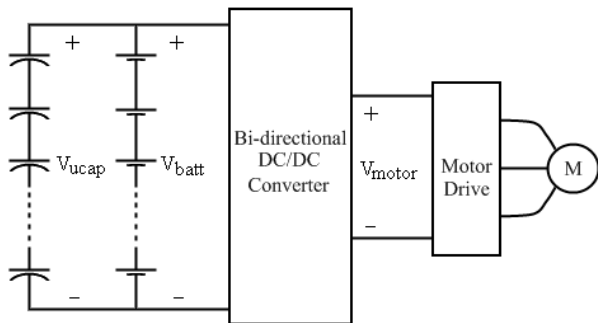 +
+
Bi-directional
DC/DC
Converter
+
Vucap
Vbatt
Vmotor
Motor
Drive
M
−
−
−